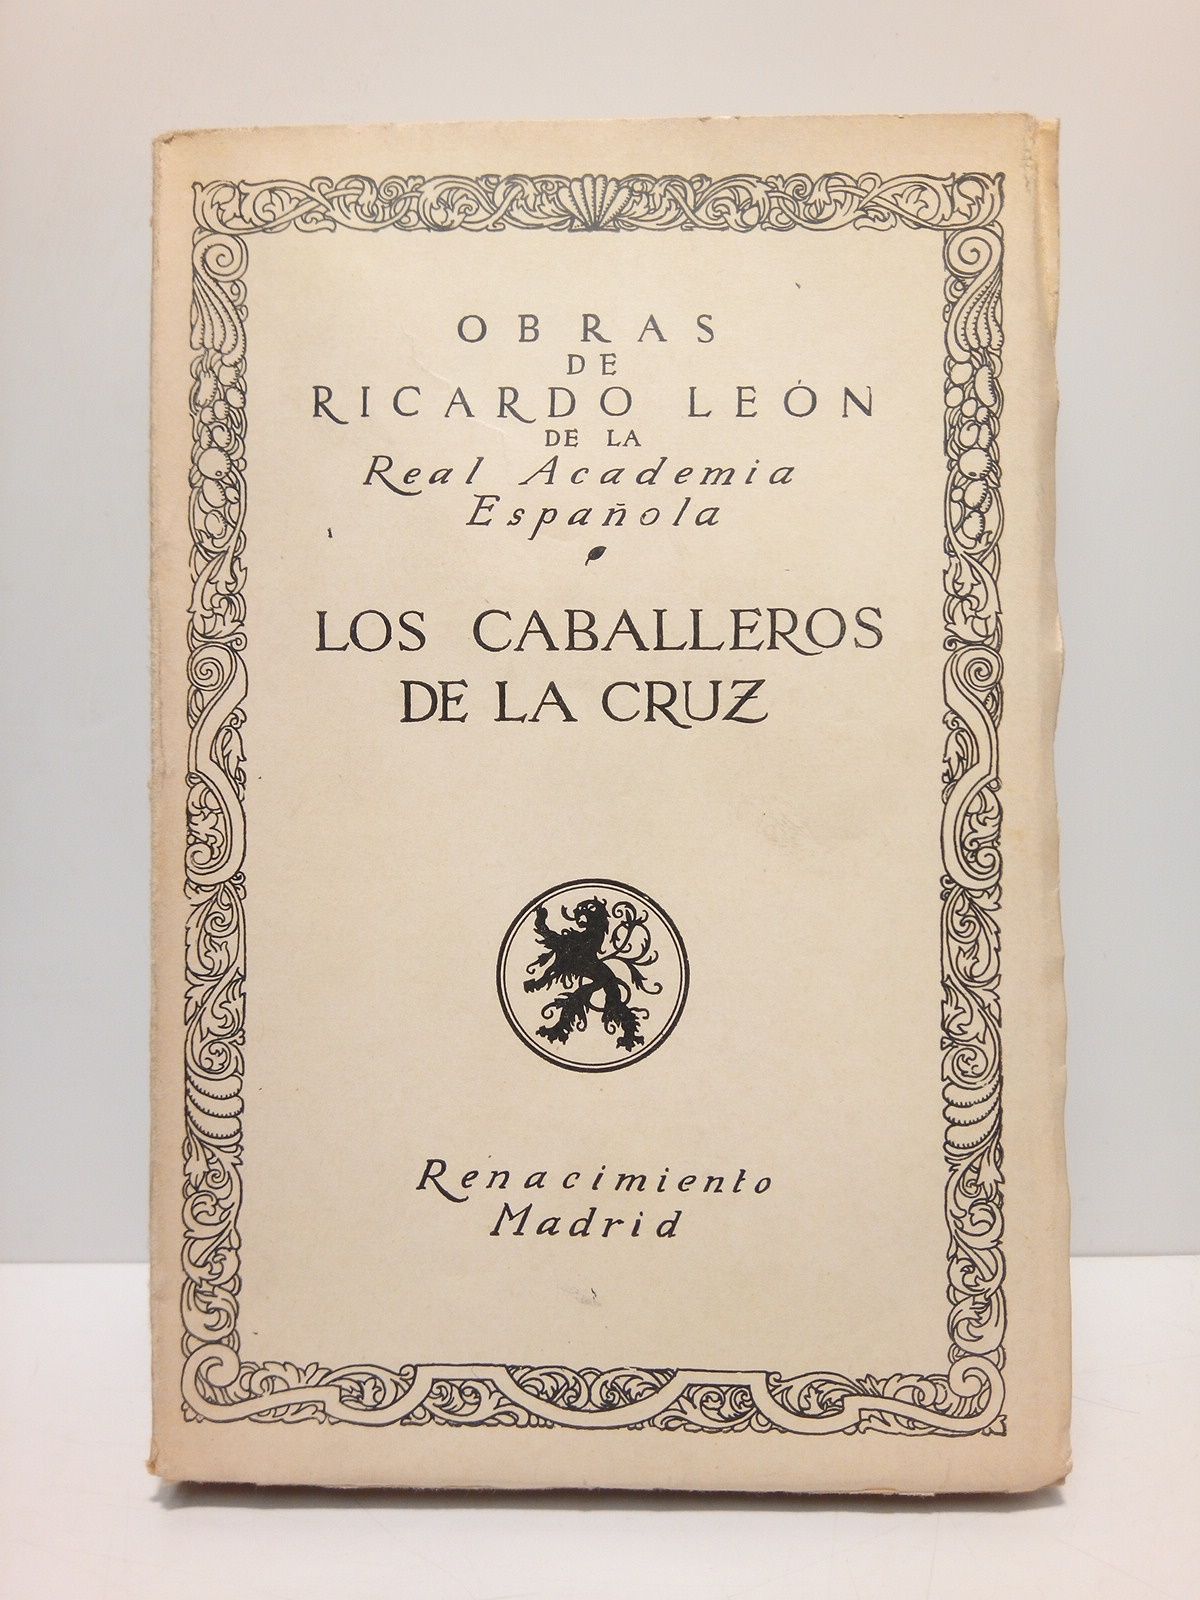 OBRAS
DE
RICARDO LEÓN
DE LA
Real Academia
Española
LOS CABALLEROS
DE LA CRUZ
Renacimiento
Madrid